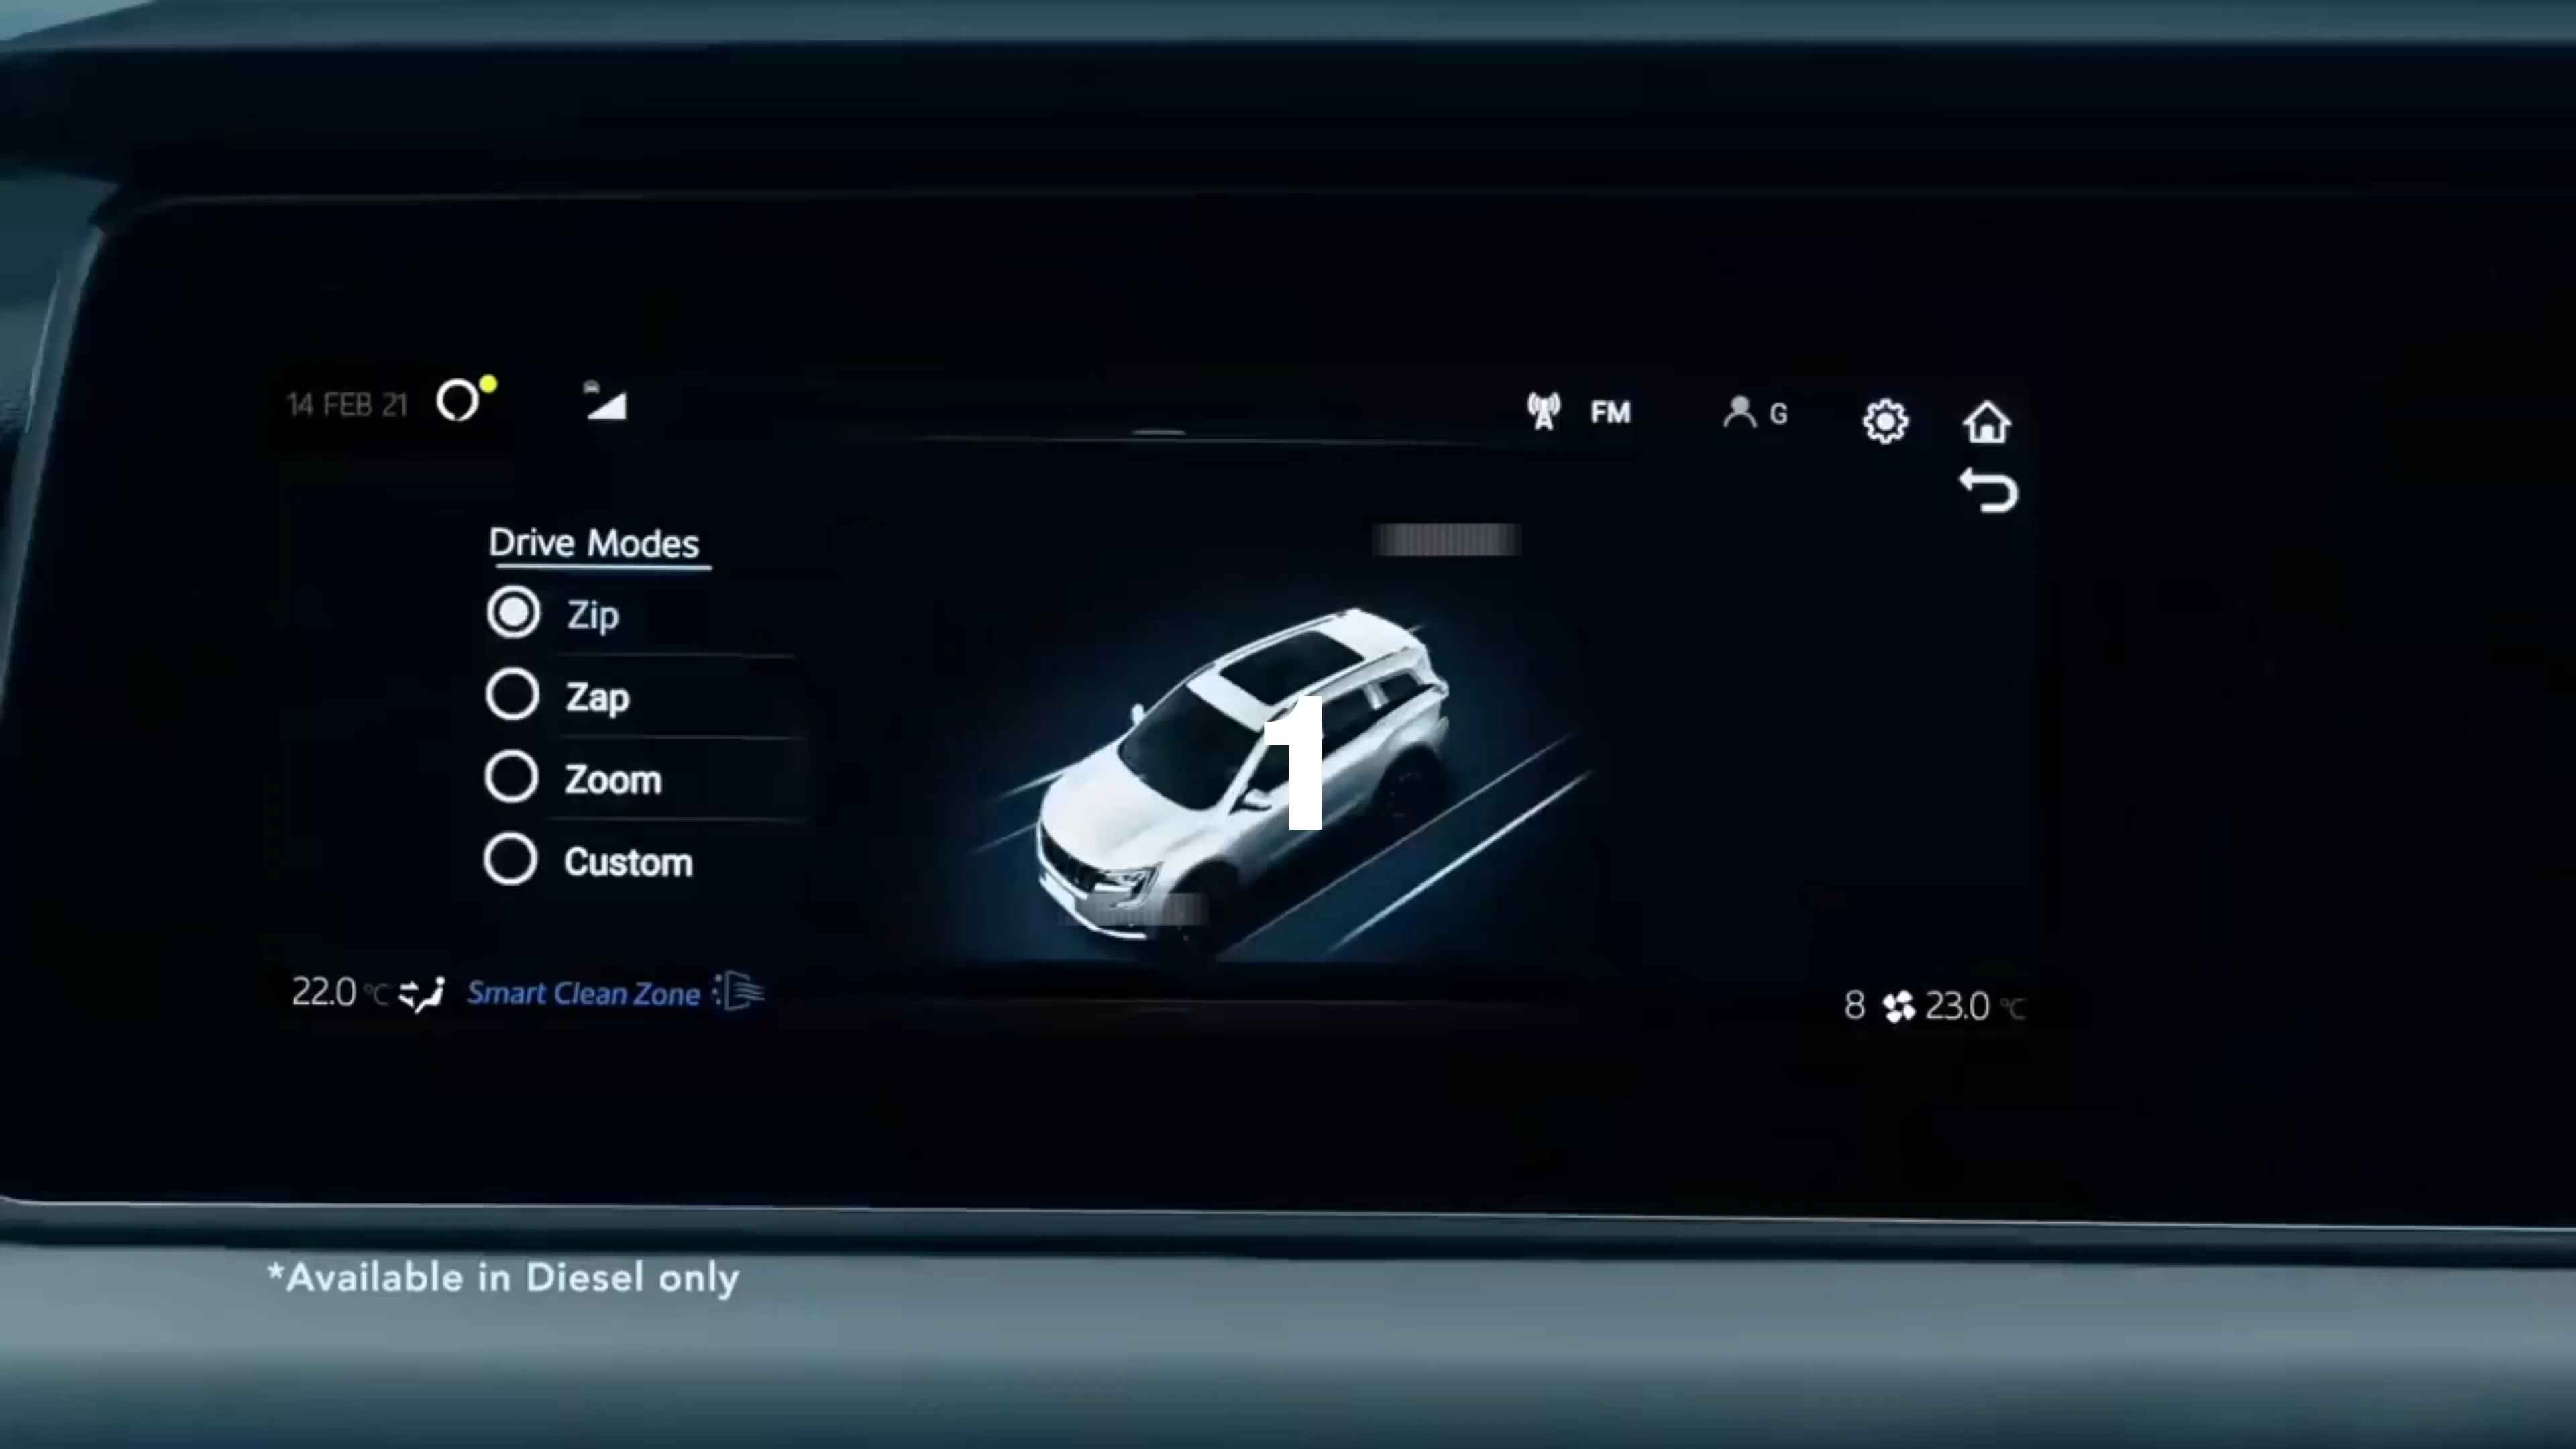 14 FEB 21
FM
G
Drive Modes
Zip
Zap
Zoom
Custom
1
22.0 °C
Smart Clean Zone
8
23.0 °C
*Available in Diesel only